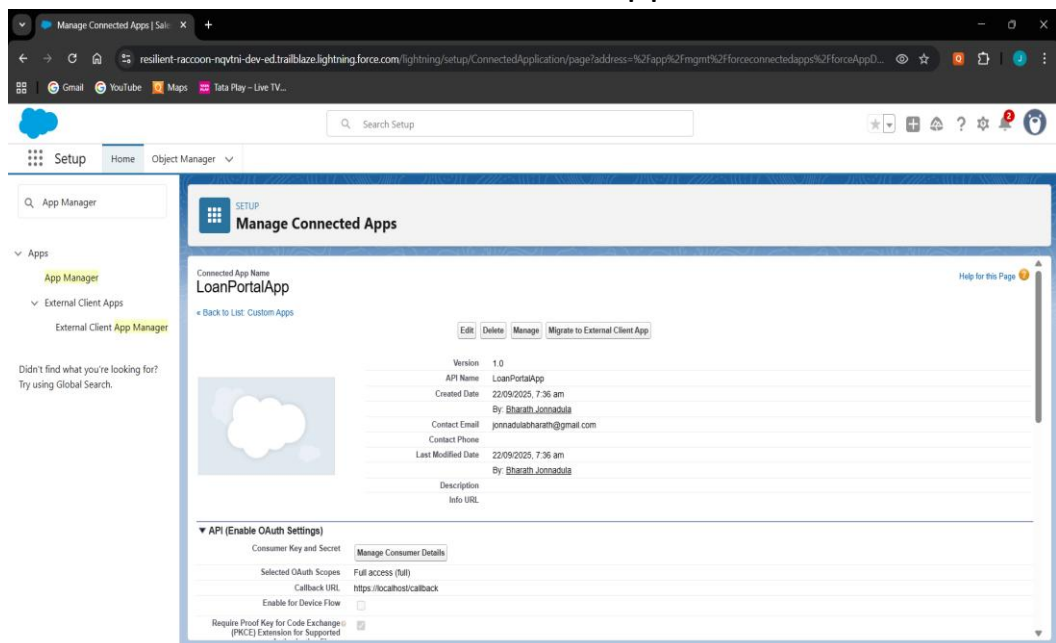 Manage Connected Apps | Sale
resilient-raccoon-nqvtni-dev-ed.trailblaze.lightning.force.com/lightning/setup/ConnectedApplication/page?address=%2Fapp%2Fmgmt%2Fforceconnectedapps%2FforceAppD...
Gmail YouTube Maps Tata Play – Live TV...
Search Setup
2
Setup Home Object Manager
App Manager
SETUP
Manage Connected Apps
Apps
App Manager
External Client Apps
External Client App Manager
Didn't find what you're looking for?
Try using Global Search.
Connected App Name
LoanPortalApp
Help for this Page
« Back to List: Custom Apps
Edit Delete Manage Migrate to External Client App
Version 1.0
API Name LoanPortalApp
Created Date 22/09/2025, 7:36 am
By: Bharath Jonnadula
Contact Email jonnadulabharath@gmail.com
Contact Phone
Last Modified Date 22/09/2025, 7:36 am
By: Bharath Jonnadula
Description
Info URL
API (Enable OAuth Settings)
Consumer Key and Secret Manage Consumer Details
Selected OAuth Scopes Full access (full)
Callback URL https://localhost/callback
Enable for Device Flow
Require Proof Key for Code Exchange
(PKCE) Extension for Supported